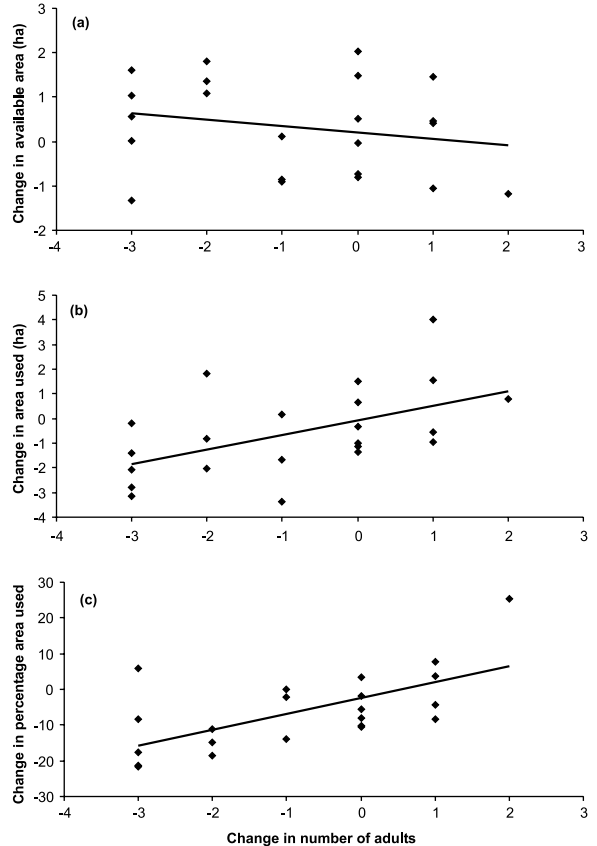 (a)
Change in available area (ha)
3
2
1
0
-1
-2
-4 -3 -2 -1 0 1 2 3
(b)
Change in area used (ha)
5
4
3
2
1
0
-1
-2
-3
-4
-4 -3 -2 -1 0 1 2 3
(c)
Change in percentage area used
30
20
10
0
-10
-20
-30
-4 -3 -2 -1 0 1 2 3
Change in number of adults